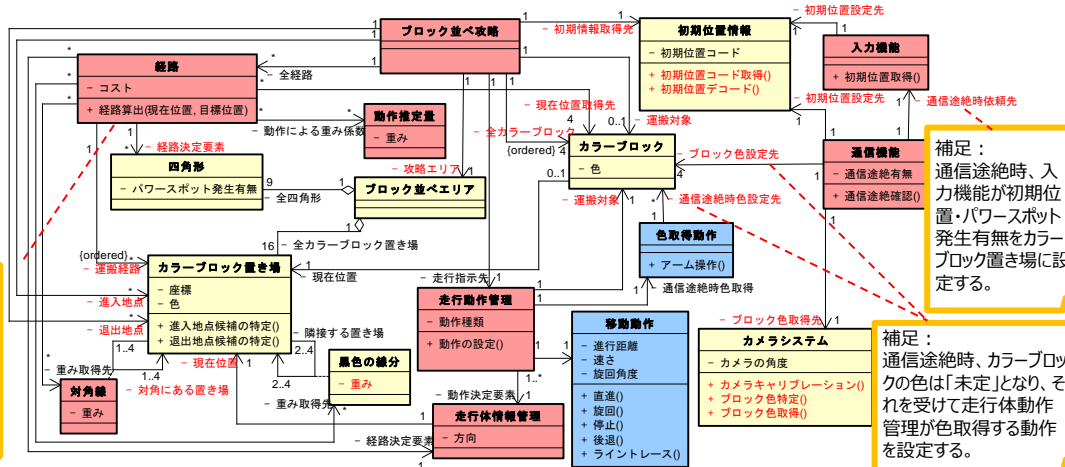 ブロック並べ攻略
- 初期情報取得先
初期位置情報
- 初期位置コード
+ 初期位置コード取得()
+ 初期位置デコード()
- 初期位置設定先
入力機能
+ 初期位置取得()
- 初期位置設定先
- 通信途絶時依頼先
経路
- コスト
+ 経路算出(現在位置, 目標位置)
- 全経路
- 動作による重み係数
動作推定量
- 重み
- 現在位置取得先
- 全カラーブロック
{ordered}
- 運搬対象
0..1
カラーブロック
- 色
- ブロック色設定先
通信機能
- 通信途絶有無
+ 通信途絶確認()
補足：
通信途絶時、入
力機能が初期位
置・パワースポット
発生有無をカラー
ブロック置き場に設
定する。
- 経路決定要素
四角形
- パワースポット発生有無
9
- 全四角形
- 攻略エリア
ブロック並べエリア
16
- 全カラーブロック置き場
0..1
- 運搬対象
- 通信途絶時色設定先
色取得動作
+ アーム操作()
- 通信途絶時色取得
{ordered}
- 運搬経路
- 進入地点
- 退出地点
カラーブロック置き場
- 座標
- 色
+ 進入地点候補の特定()
+ 退出地点候補の特定()
- 現在位置
- 隣接する置き場
2..4
2..4
- 走行指示先
走行動作管理
- 動作種類
+ 動作の設定()
1..*
移動動作
- 進行距離
- 速さ
- 旋回角度
+ 直進()
+ 旋回()
+ 停止()
+ 後退()
+ ライントレース()
- ブロック色取得先
カメラシステム
- カメラの角度
+ カメラキャリブレーション()
+ ブロック色特定()
+ ブロック色取得()
補足：
通信途絶時、カラーブロッ
クの色は「未定」となり、そ
れを受けて走行体動作
管理が色取得する動作
を設定する。
1..4
1..4
- 重み取得先
対角線
- 重み
- 現在位置
- 対角にある置き場
黒色の線分
- 重み
- 重み取得先
- 動作決定要素
走行体情報管理
- 方向
- 経路決定要素